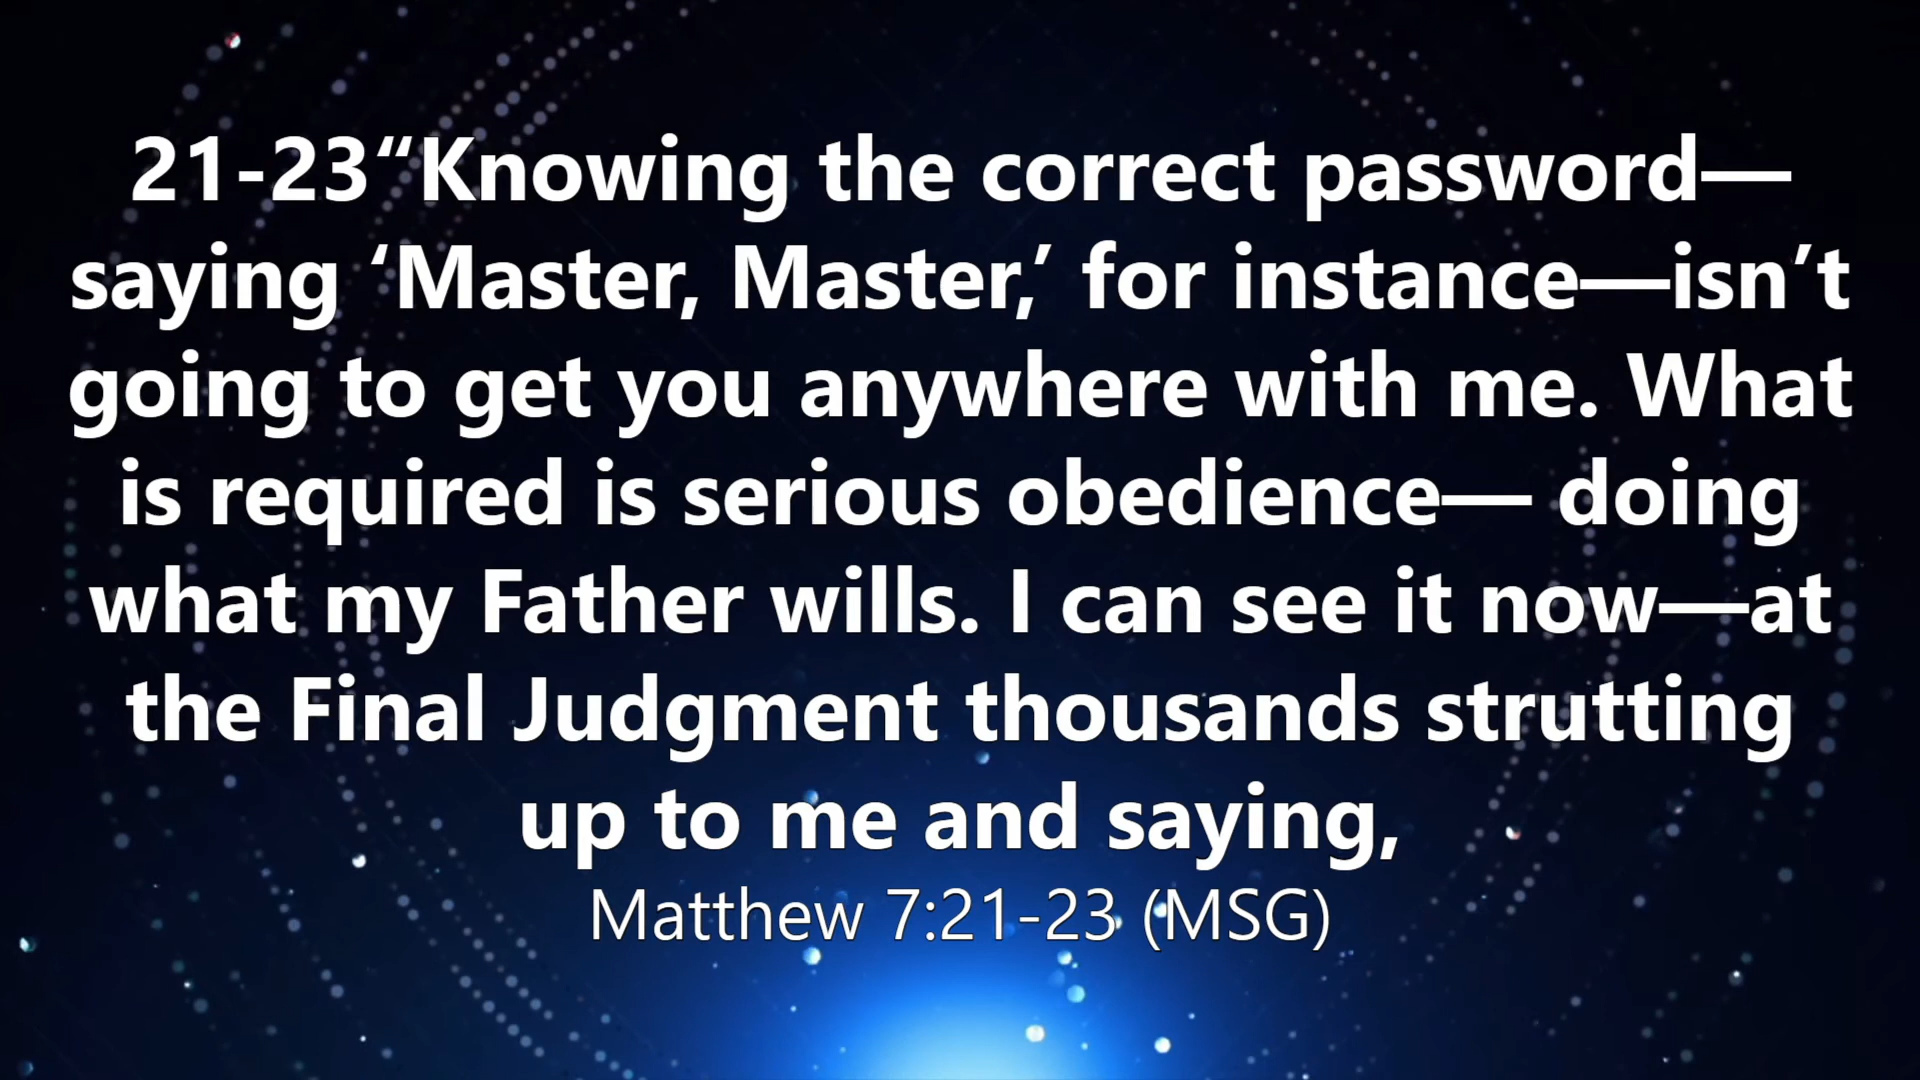 21-23“Knowing the correct password—
saying ‘Master, Master,’ for instance—isn’t
going to get you anywhere with me. What
is required is serious obedience— doing
what my Father wills. I can see it now—at
the Final Judgment thousands strutting
up to me and saying,
Matthew 7:21-23 (MSG)